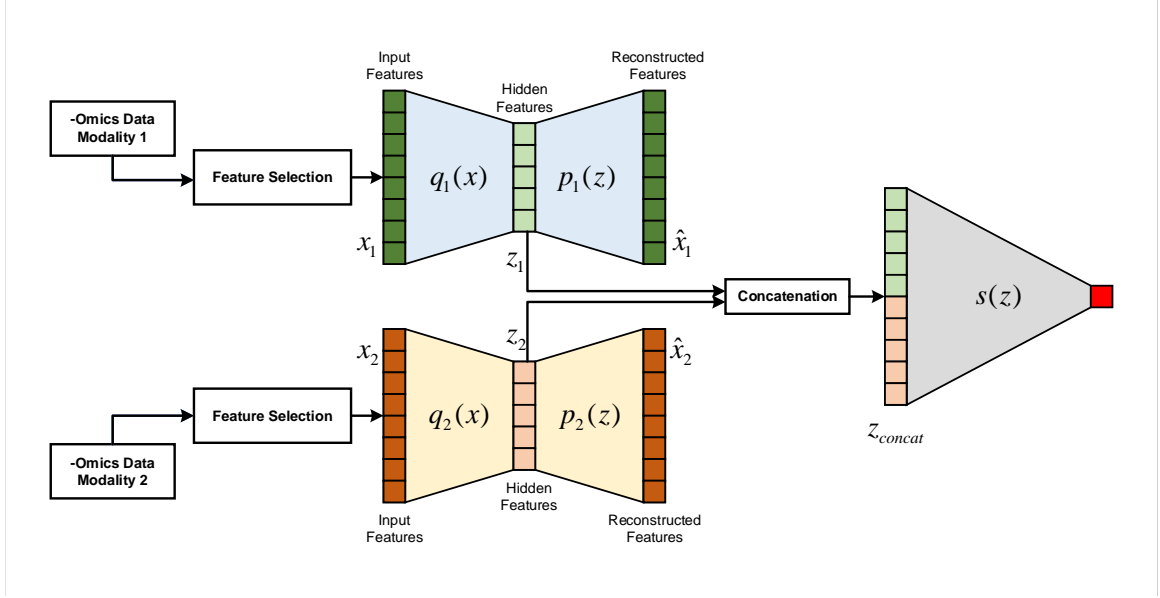 -Omics Data
Modality 1
Feature Selection
Input
Features
Hidden
Features
Reconstructed
Features
q₁(x)
p₁(z)
x₁
z₁
x̂₁
Concatenation
s(z)
z_concat
x₂
z₂
x̂₂
Feature Selection
q₂(x)
p₂(z)
-Omics Data
Modality 2
Input
Features
Hidden
Features
Reconstructed
Features